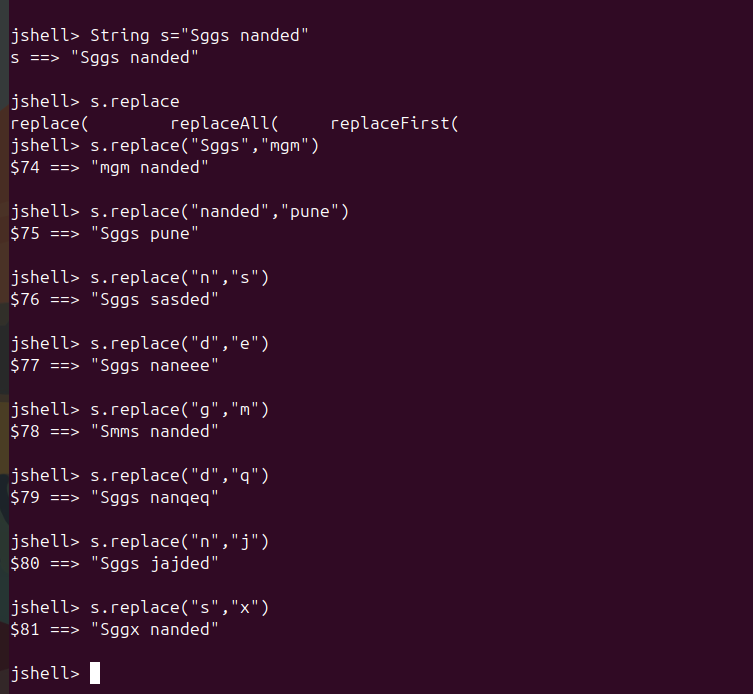 jshell> String s="Sggs nanded"
s ==> "Sggs nanded"
jshell> s.replace
replace( replaceAll( replaceFirst(
jshell> s.replace("Sggs","mgm")
$74 ==> "mgm nanded"
jshell> s.replace("nanded","pune")
$75 ==> "Sggs pune"
jshell> s.replace("n","s")
$76 ==> "Sggs sasded"
jshell> s.replace("d","e")
$77 ==> "Sggs naneee"
jshell> s.replace("g","m")
$78 ==> "Smms nanded"
jshell> s.replace("d","q")
$79 ==> "Sggs nanqeq"
jshell> s.replace("n","j")
$80 ==> "Sggs jajded"
jshell> s.replace("s","x")
$81 ==> "Sggx nanded"
jshell>